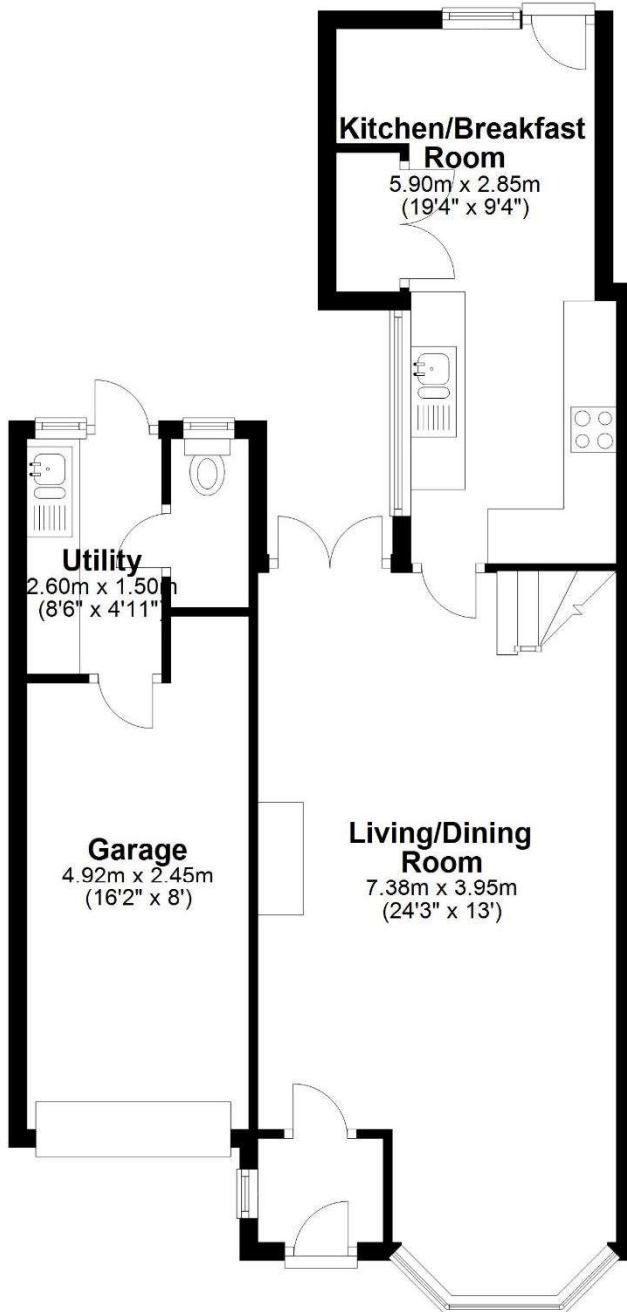 Kitchen/Breakfast
Room
5.90m x 2.85m
(19'4" x 9'4")
Utility
2.60m x 1.50m
(8'6" x 4'11")
Garage
4.92m x 2.45m
(16'2" x 8')
Living/Dining
Room
7.38m x 3.95m
(24'3" x 13')